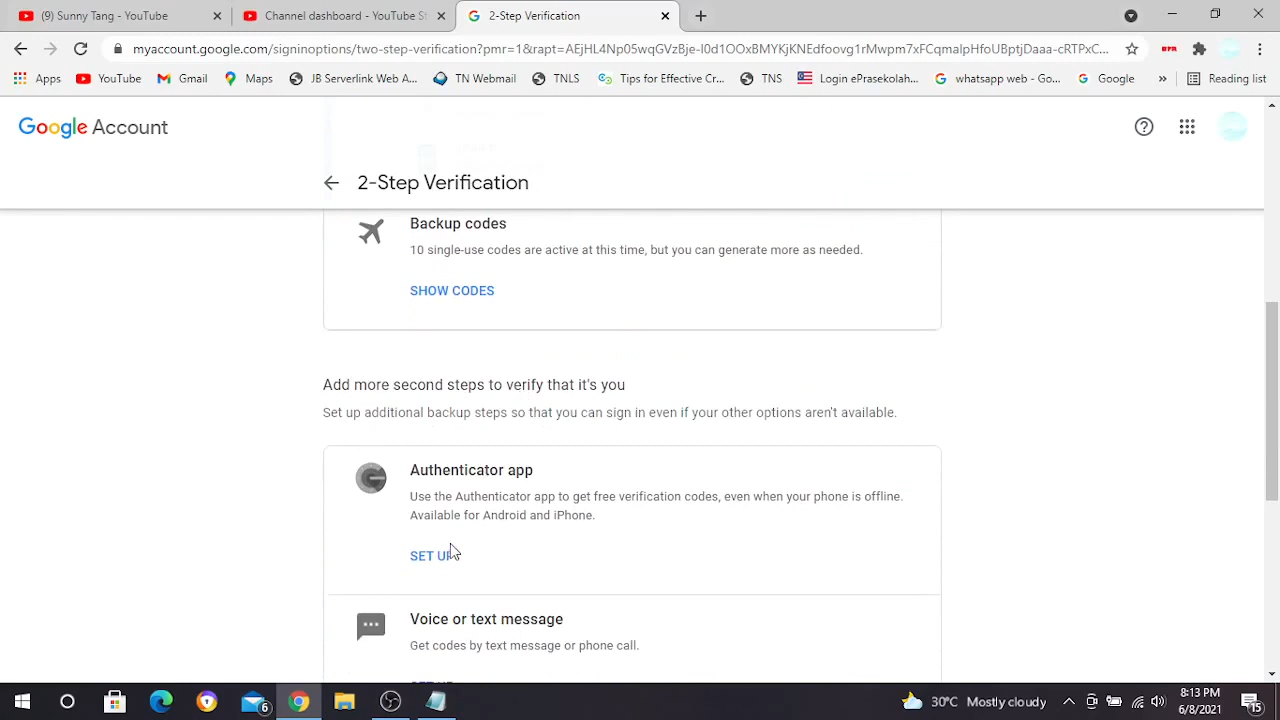 (9) Sunny Tang - YouTube
Channel dashboard - YouTube St
2-Step Verification
myaccount.google.com/signinoptions/two-step-verification?pmr=1&rapt=AEjHL4Np05wqGVzBje-I0d1OOxBMYKjKNEdfoovg1rMwpm7xFCqmalpHfoUBptjDaaa-cRTPxC...
Apps
YouTube
Gmail
Maps
JB Serverlink Web A...
TN Webmail
TNLS
Tips for Effective Cr...
TNS
Login ePrasekolah...
whatsapp web - Go...
Google
»
Reading list
Google Account
2-Step Verification
Backup codes
10 single-use codes are active at this time, but you can generate more as needed.
SHOW CODES
Add more second steps to verify that it's you
Set up additional backup steps so that you can sign in even if your other options aren't available.
Authenticator app
Use the Authenticator app to get free verification codes, even when your phone is offline.
Available for Android and iPhone.
SET UP
Voice or text message
Get codes by text message or phone call.
6
30°C Mostly cloudy
8:13 PM
6/8/2021
15